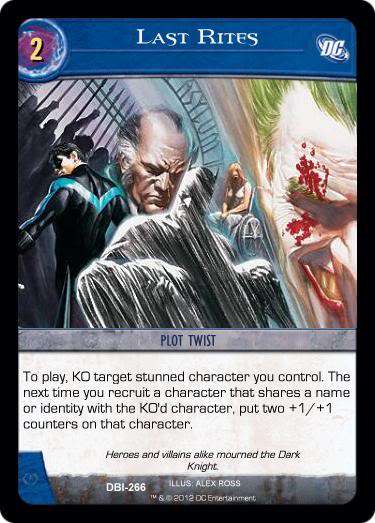 2
Last Rites
DC
ASYLUM
PLOT TWIST
To play, KO target stunned character you control. The
next time you recruit a character that shares a name
or identity with the KO'd character, put two +1/+1
counters on that character.
Heroes and villains alike mourned the Dark
Knight.
DBI-266
ILLUS: ALEX ROSS
™ & © 2012 DC Entertainment